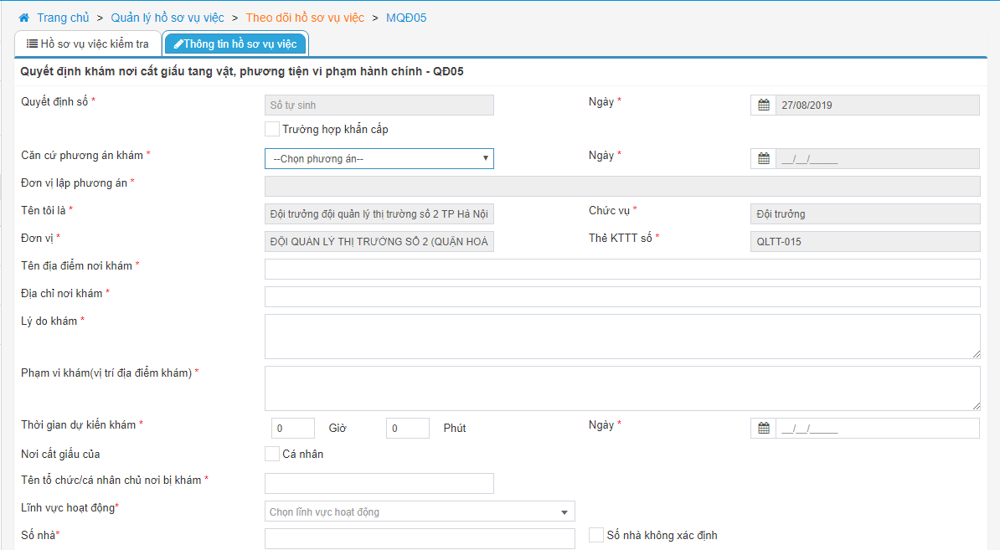 Trang chủ > Quản lý hồ sơ vụ việc > Theo dõi hồ sơ vụ việc > MQĐ05
Hồ sơ vụ việc kiểm tra Thông tin hồ sơ vụ việc
Quyết định khám nơi cất giấu tang vật, phương tiện vi phạm hành chính - QĐ05
Quyết định số * Số tự sinh Ngày * 27/08/2019
Trường hợp khẩn cấp
Căn cứ phương án khám * --Chọn phương án-- Ngày * __/__/_____
Đơn vị lập phương án *
Tên tôi là * Đội trưởng đội quản lý thị trường số 2 TP Hà Nội Chức vụ * Đội trưởng
Đơn vị * ĐỘI QUẢN LÝ THỊ TRƯỜNG SỐ 2 (QUẬN HOÀ Thẻ KTTT số * QLTT-015
Tên địa điểm nơi khám *
Địa chỉ nơi khám *
Lý do khám *
Phạm vi khám(vị trí địa điểm khám) *
Thời gian dự kiến khám * 0 Giờ 0 Phút Ngày * __/__/_____
Nơi cất giấu của Cá nhân
Tên tổ chức/cá nhân chủ nơi bị khám *
Lĩnh vực hoạt động* Chọn lĩnh vực hoạt động
Số nhà* Số nhà không xác định